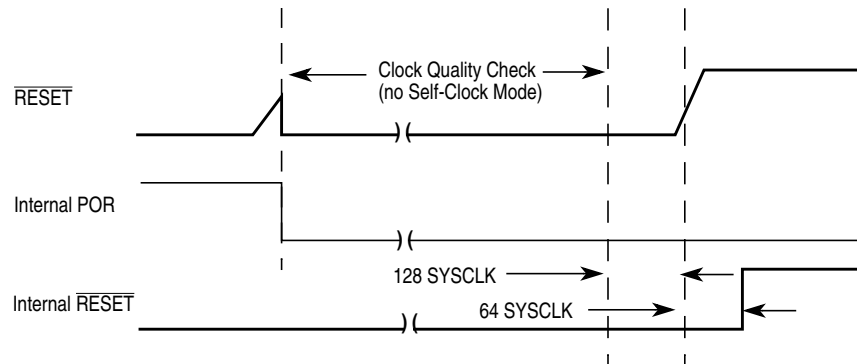 Clock Quality Check
(no Self-Clock Mode)
RESET
Internal POR
128 SYSCLK
Internal RESET
64 SYSCLK